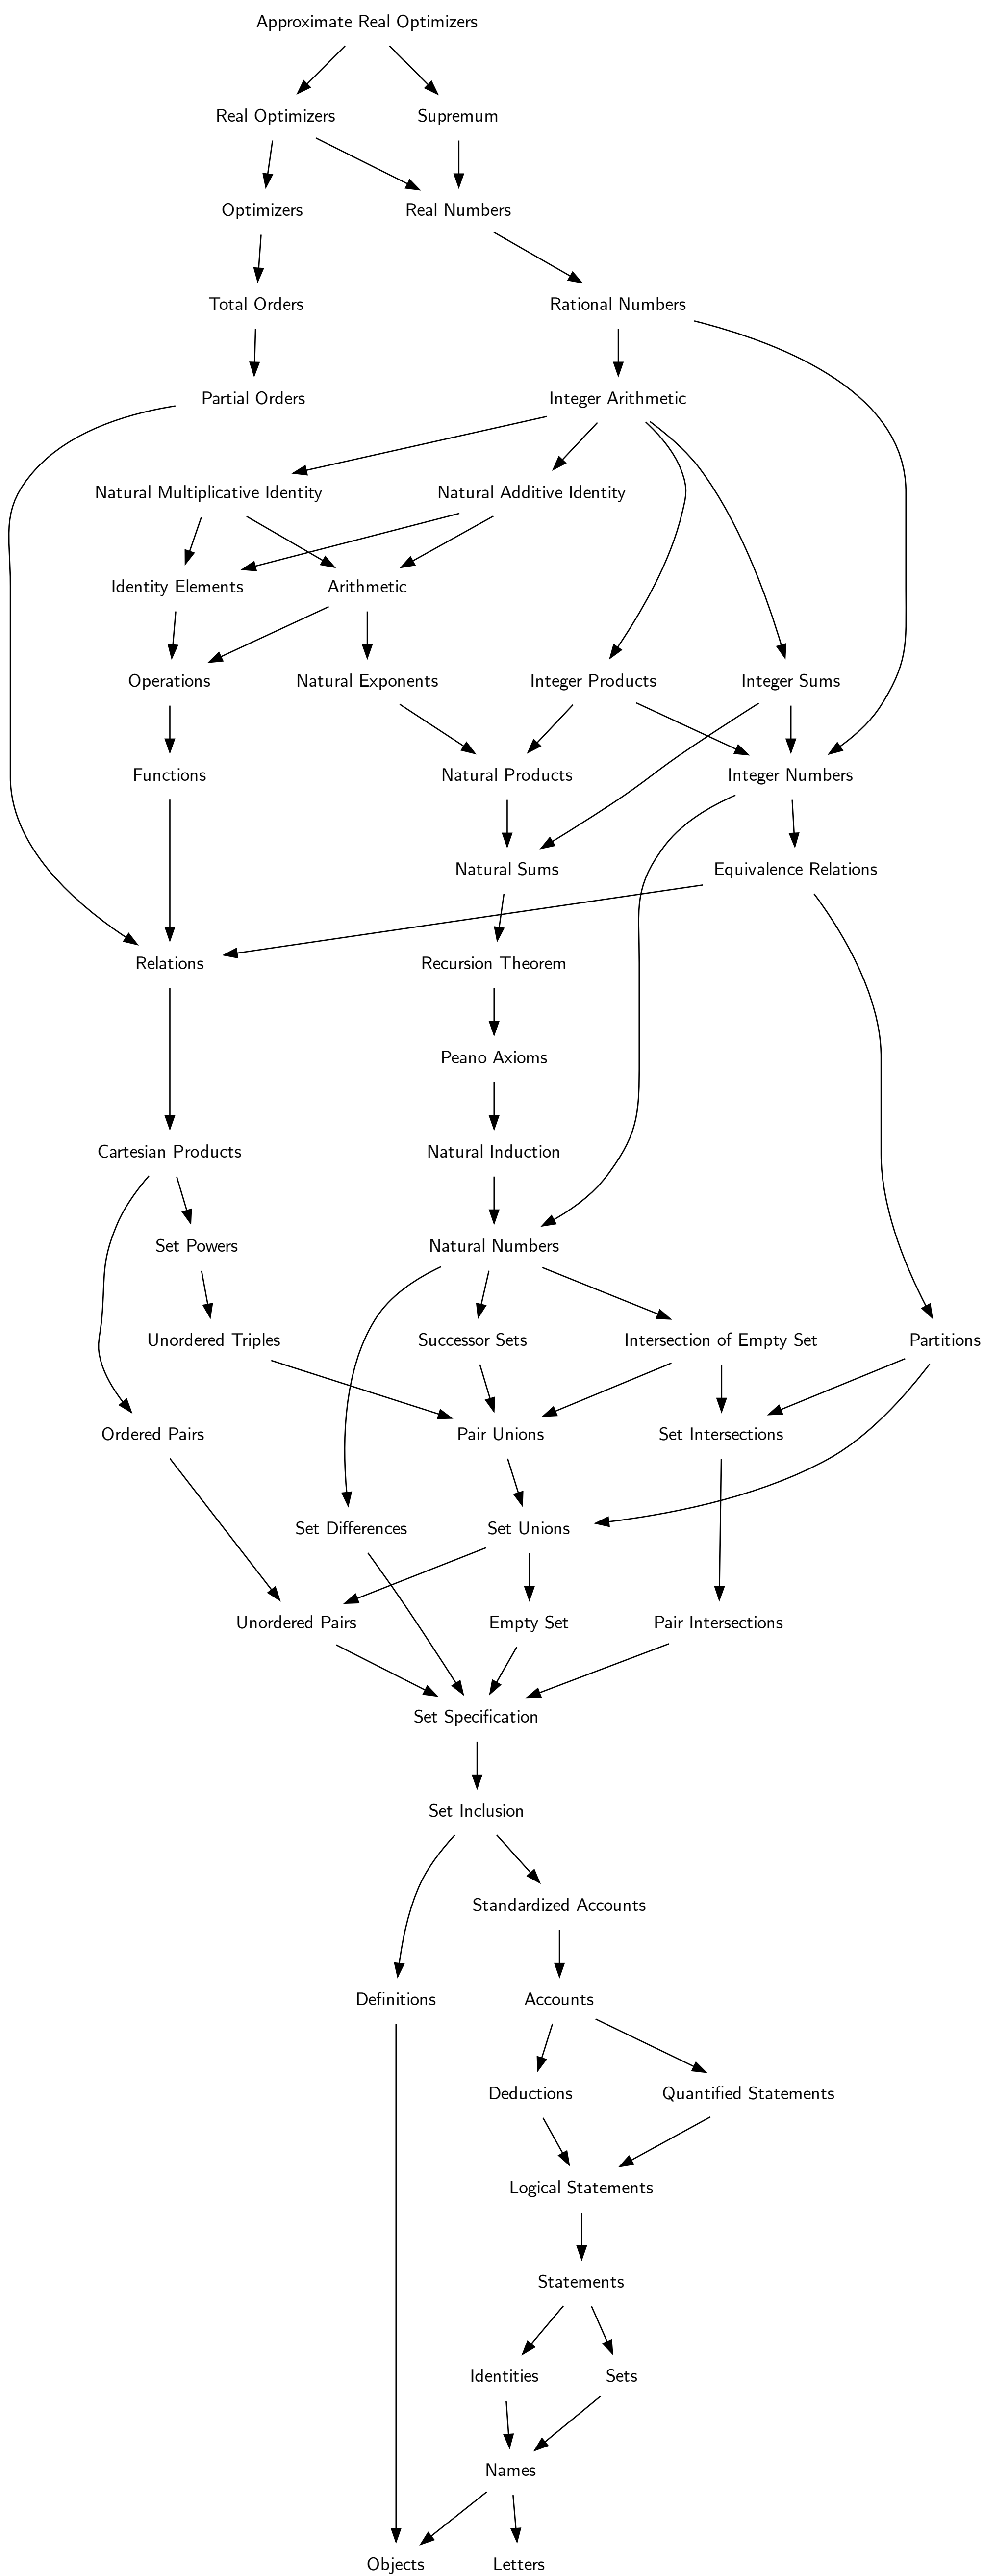 Approximate Real Optimizers
Real Optimizers
Supremum
Optimizers
Real Numbers
Total Orders
Rational Numbers
Partial Orders
Integer Arithmetic
Natural Multiplicative Identity
Natural Additive Identity
Identity Elements
Arithmetic
Operations
Natural Exponents
Integer Products
Integer Sums
Functions
Natural Products
Integer Numbers
Natural Sums
Equivalence Relations
Relations
Recursion Theorem
Peano Axioms
Cartesian Products
Natural Induction
Set Powers
Natural Numbers
Unordered Triples
Successor Sets
Intersection of Empty Set
Partitions
Ordered Pairs
Pair Unions
Set Intersections
Set Differences
Set Unions
Unordered Pairs
Empty Set
Pair Intersections
Set Specification
Set Inclusion
Standardized Accounts
Definitions
Accounts
Deductions
Quantified Statements
Logical Statements
Statements
Identities
Sets
Names
Objects
Letters